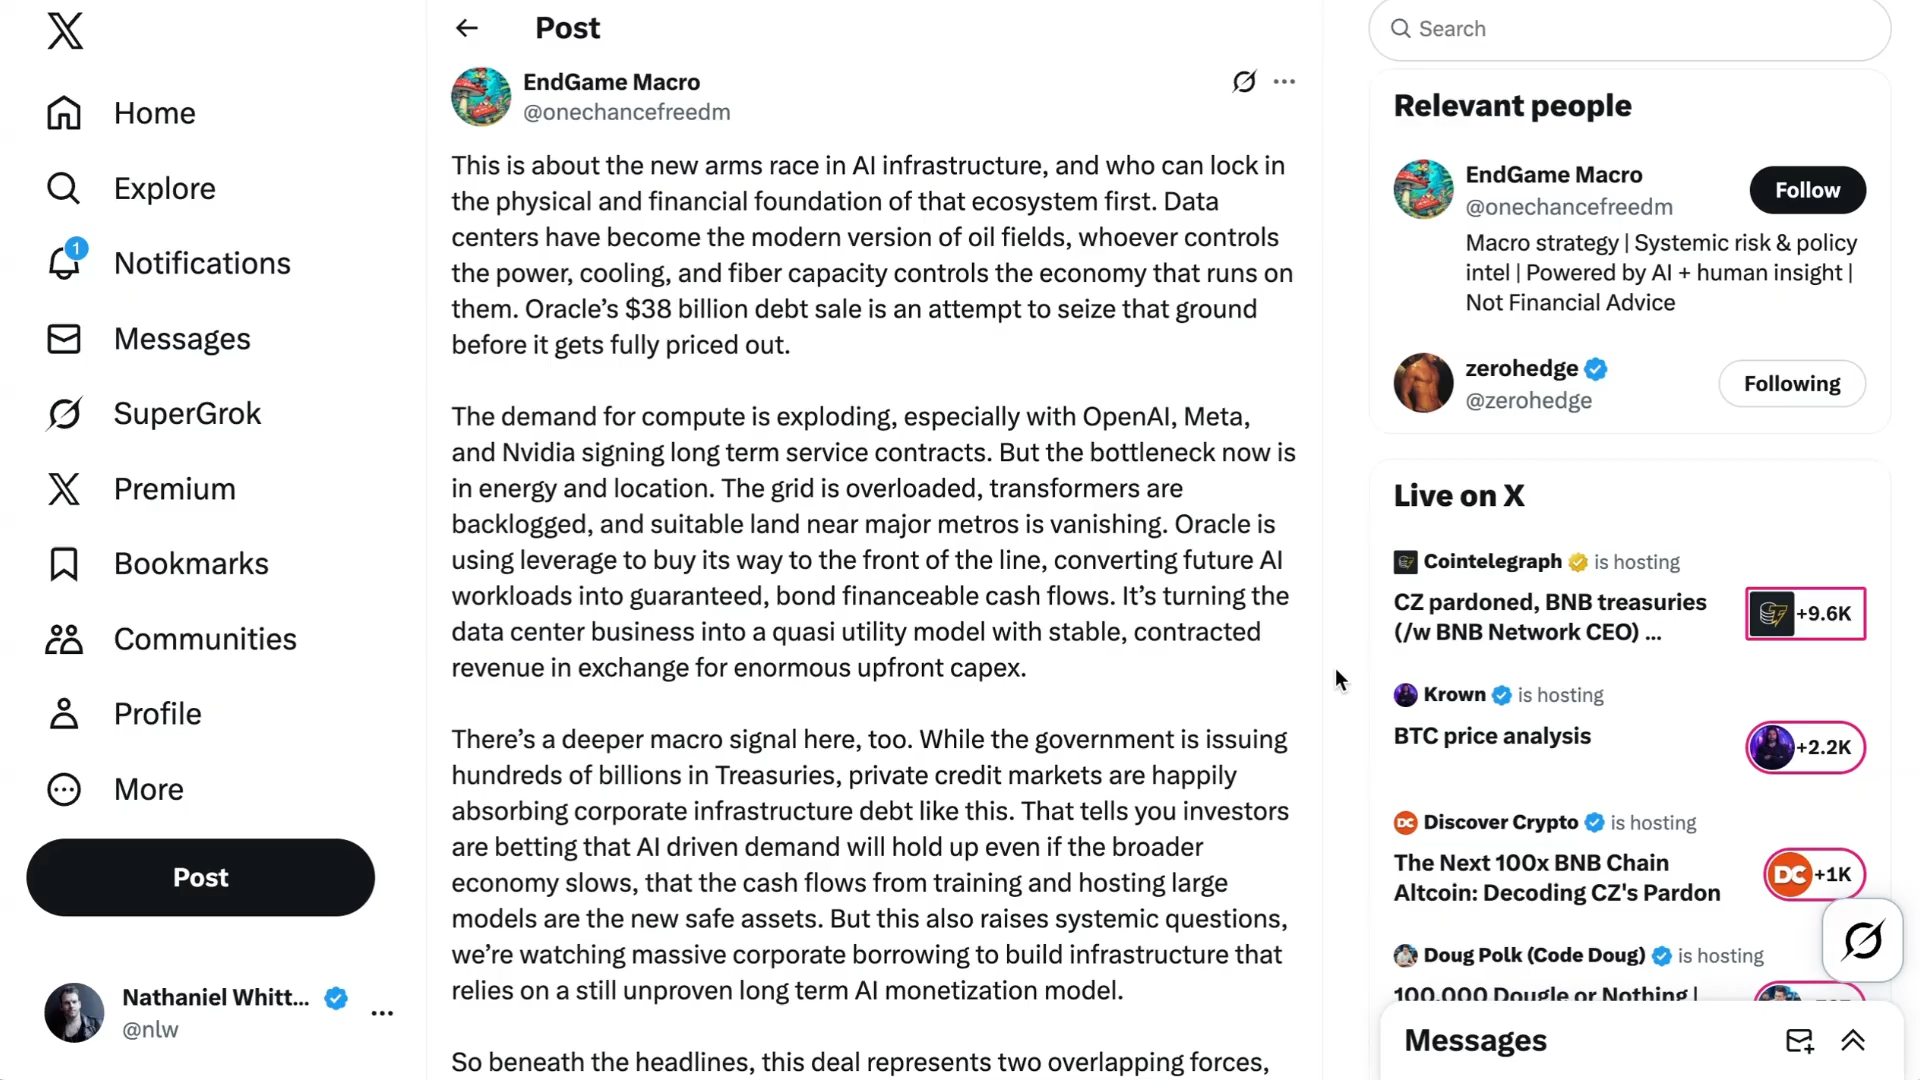 Home
Explore
1
Notifications
Messages
SuperGrok
Premium
Bookmarks
Communities
Profile
More
Post
Nathaniel Whitt...
@nlw
Post
EndGame Macro
@onechancefreedm
This is about the new arms race in AI infrastructure, and who can lock in
the physical and financial foundation of that ecosystem first. Data
centers have become the modern version of oil fields, whoever controls
the power, cooling, and fiber capacity controls the economy that runs on
them. Oracle’s $38 billion debt sale is an attempt to seize that ground
before it gets fully priced out.
The demand for compute is exploding, especially with OpenAI, Meta,
and Nvidia signing long term service contracts. But the bottleneck now is
in energy and location. The grid is overloaded, transformers are
backlogged, and suitable land near major metros is vanishing. Oracle is
using leverage to buy its way to the front of the line, converting future AI
workloads into guaranteed, bond financeable cash flows. It’s turning the
data center business into a quasi utility model with stable, contracted
revenue in exchange for enormous upfront capex.
There’s a deeper macro signal here, too. While the government is issuing
hundreds of billions in Treasuries, private credit markets are happily
absorbing corporate infrastructure debt like this. That tells you investors
are betting that AI driven demand will hold up even if the broader
economy slows, that the cash flows from training and hosting large
models are the new safe assets. But this also raises systemic questions,
we’re watching massive corporate borrowing to build infrastructure that
relies on a still unproven long term AI monetization model.
So beneath the headlines, this deal represents two overlapping forces,
Search
Relevant people
EndGame Macro
@onechancefreedm
Follow
Macro strategy | Systemic risk & policy
intel | Powered by AI + human insight |
Not Financial Advice
zerohedge
@zerohedge
Following
Live on X
Cointelegraph is hosting
CZ pardoned, BNB treasuries
(/w BNB Network CEO) ...
+9.6K
Krown is hosting
BTC price analysis
+2.2K
DC Discover Crypto is hosting
The Next 100x BNB Chain
Altcoin: Decoding CZ's Pardon
DC +1K
Doug Polk (Code Doug) is hosting
100,000 Dougle or Nothing |
Messages